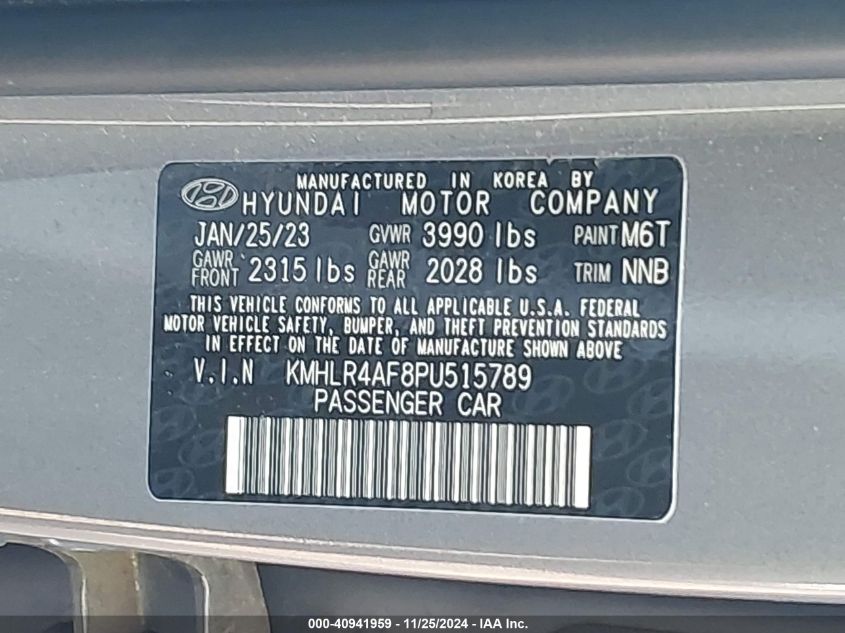 MANUFACTURED IN KOREA BY
HYUNDAI MOTOR COMPANY
JAN/25/23 GVWR 3990 lbs PAINT M6T
GAWR FRONT 2315 lbs GAWR REAR 2028 lbs TRIM NNB
THIS VEHICLE CONFORMS TO ALL APPLICABLE U.S.A. FEDERAL
MOTOR VEHICLE SAFETY, BUMPER, AND THEFT PREVENTION STANDARDS
IN EFFECT ON THE DATE OF MANUFACTURE SHOWN ABOVE
V.I.N KMHLR4AF8PU515789
PASSENGER CAR
000-40941959 - 11/25/2024 - IAA Inc.